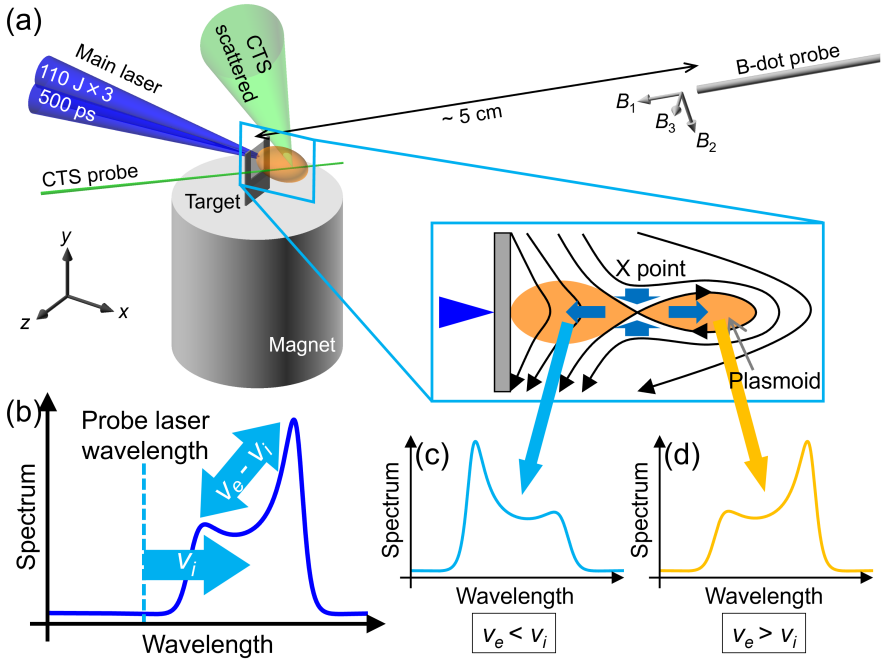 (a)
Main laser
110 J × 3
500 ps
CTS
scattered
~ 5 cm
B-dot probe
B₁
B₃
B₂
CTS probe
Target
Magnet
y
z
x
X point
Plasmoid
(b)
Probe laser
wavelength
vₑ - vᵢ
vᵢ
Spectrum
Wavelength
(c)
Spectrum
Wavelength
vₑ < vᵢ
(d)
Spectrum
Wavelength
vₑ > vᵢ